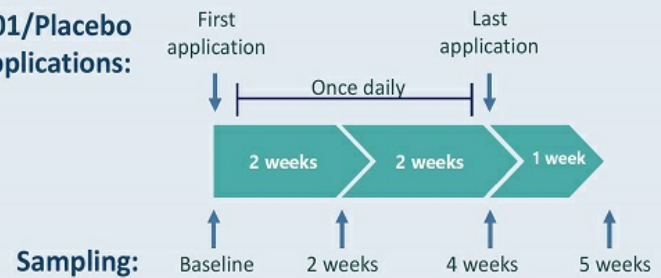 01/Placebo
pplications:
First
application
Last
application
Once daily
2 weeks
2 weeks
1 week
Sampling:
Baseline
2 weeks
4 weeks
5 weeks